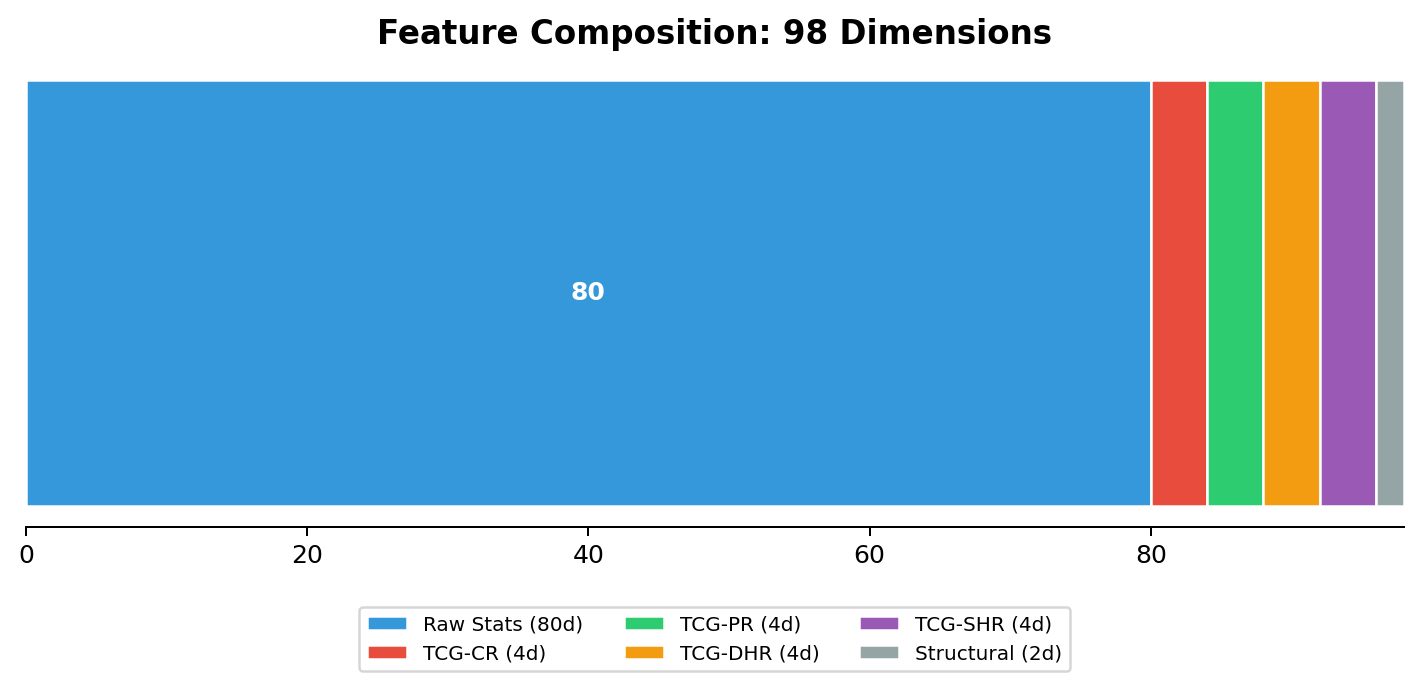 Feature Composition: 98 Dimensions
80
0 20 40 60 80
Raw Stats (80d) TCG-PR (4d) TCG-SHR (4d)
TCG-CR (4d) TCG-DHR (4d) Structural (2d)